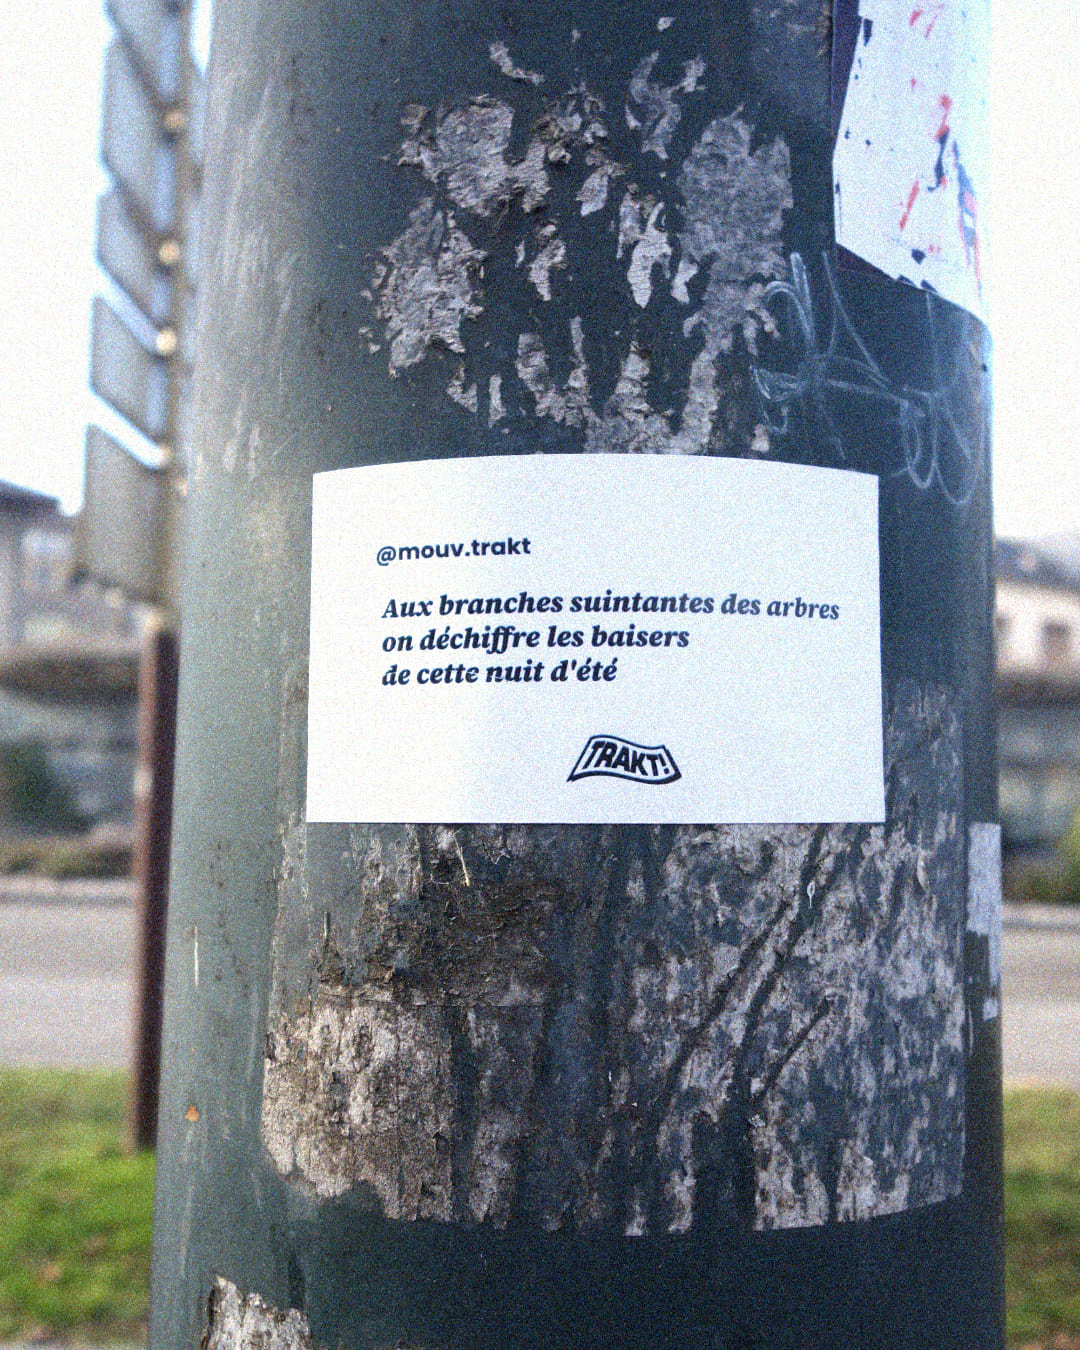 @mouv.trakt
Aux branches suintantes des arbres
on déchiffre les baisers
de cette nuit d'été
TRAKT!